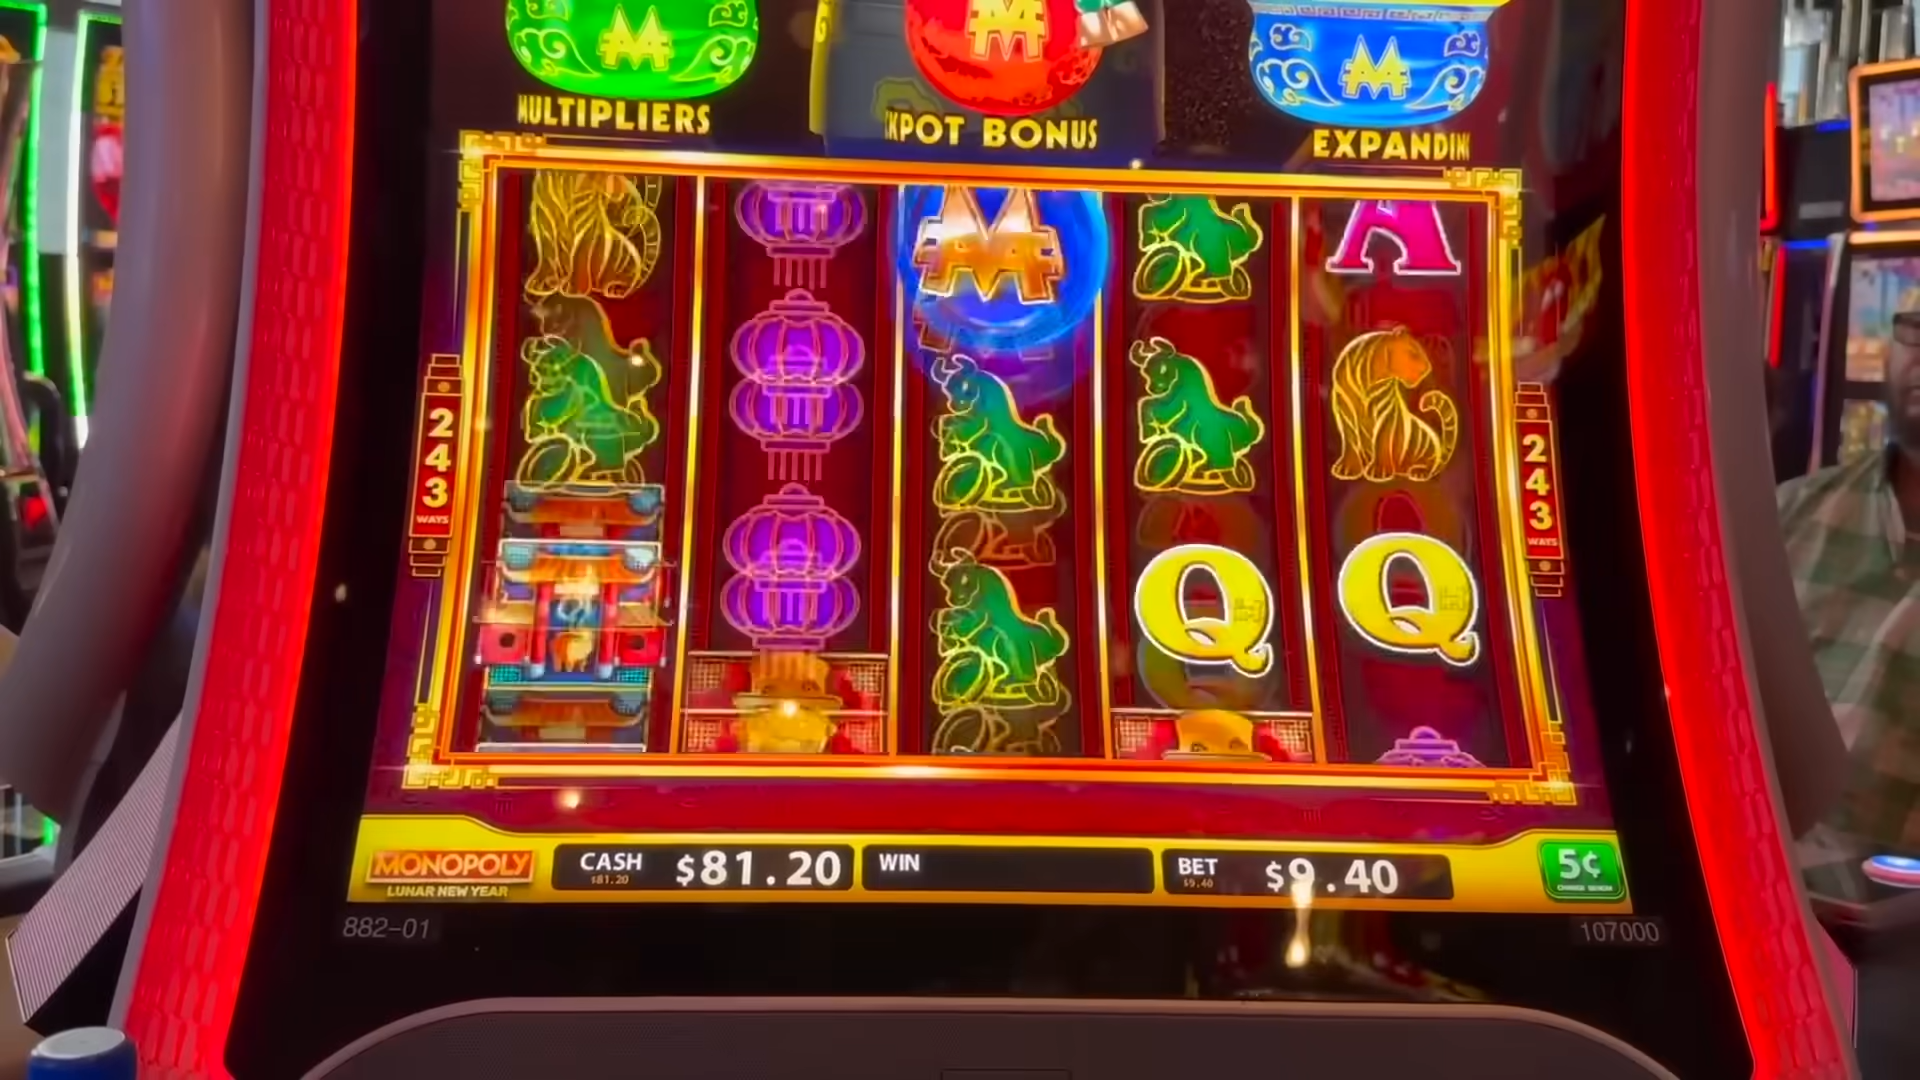 MULTIPLIERS
KPOT BONUS
EXPANDIN
A
243
WAYS
243
WAYS
Q
Q
MONOPOLY
LUNAR NEW YEAR
CASH
$81.20
$81.20
WIN
BET
$9.40
$9.40
5¢
882-01
107000